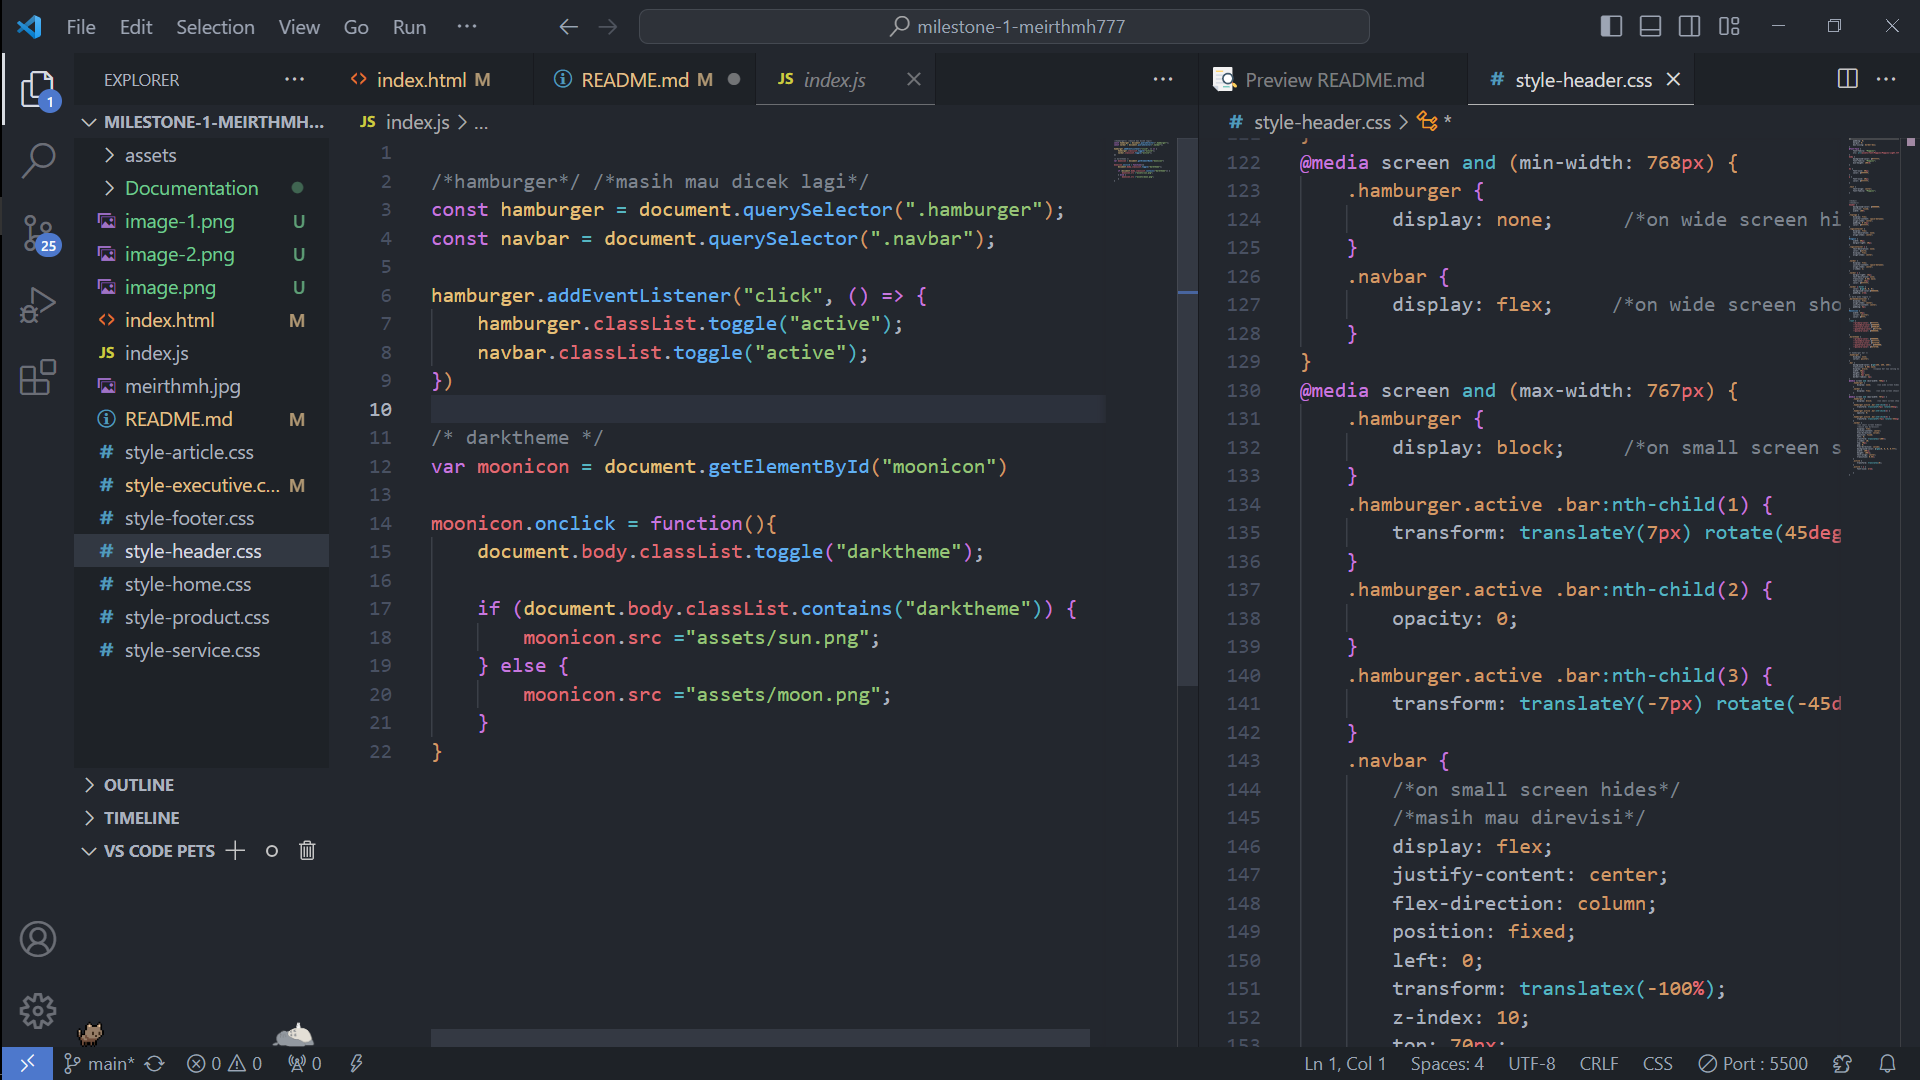 File Edit Selection View Go Run ··· milestone-1-meirthmh777
EXPLORER ···
1
25
MILESTONE-1-MEIRTHMH...
assets
Documentation
image-1.png U
image-2.png U
image.png U
index.html M
JS index.js
meirthmh.jpg
README.md M
# style-article.css
# style-executive.c... M
# style-footer.css
# style-header.css
# style-home.css
# style-product.css
# style-service.css
OUTLINE
TIMELINE
VS CODE PETS
index.html M README.md M JS index.js ···
JS index.js > ...
1
2 /*hamburger*/ /*masih mau dicek lagi*/
3 const hamburger = document.querySelector(".hamburger");
4 const navbar = document.querySelector(".navbar");
5
6 hamburger.addEventListener("click", () => {
7 hamburger.classList.toggle("active");
8 navbar.classList.toggle("active");
9 })
10
11 /* darktheme */
12 var moonicon = document.getElementById("moonicon")
13
14 moonicon.onclick = function(){
15 document.body.classList.toggle("darktheme");
16
17 if (document.body.classList.contains("darktheme")) {
18 moonicon.src ="assets/sun.png";
19 } else {
20 moonicon.src ="assets/moon.png";
21 }
22 }
Preview README.md # style-header.css ···
# style-header.css > *
122 @media screen and (min-width: 768px) {
123 .hamburger {
124 display: none; /*on wide screen hi
125 }
126 .navbar {
127 display: flex; /*on wide screen sho
128 }
129 }
130 @media screen and (max-width: 767px) {
131 .hamburger {
132 display: block; /*on small screen s
133 }
134 .hamburger.active .bar:nth-child(1) {
135 transform: translateY(7px) rotate(45deg
136 }
137 .hamburger.active .bar:nth-child(2) {
138 opacity: 0;
139 }
140 .hamburger.active .bar:nth-child(3) {
141 transform: translateY(-7px) rotate(-45d
142 }
143 .navbar {
144 /*on small screen hides*/
145 /*masih mau direvisi*/
146 display: flex;
147 justify-content: center;
148 flex-direction: column;
149 position: fixed;
150 left: 0;
151 transform: translatex(-100%);
152 z-index: 10;
153 top: 70px;
main* 0 0 0 Ln 1, Col 1 Spaces: 4 UTF-8 CRLF CSS Port : 5500